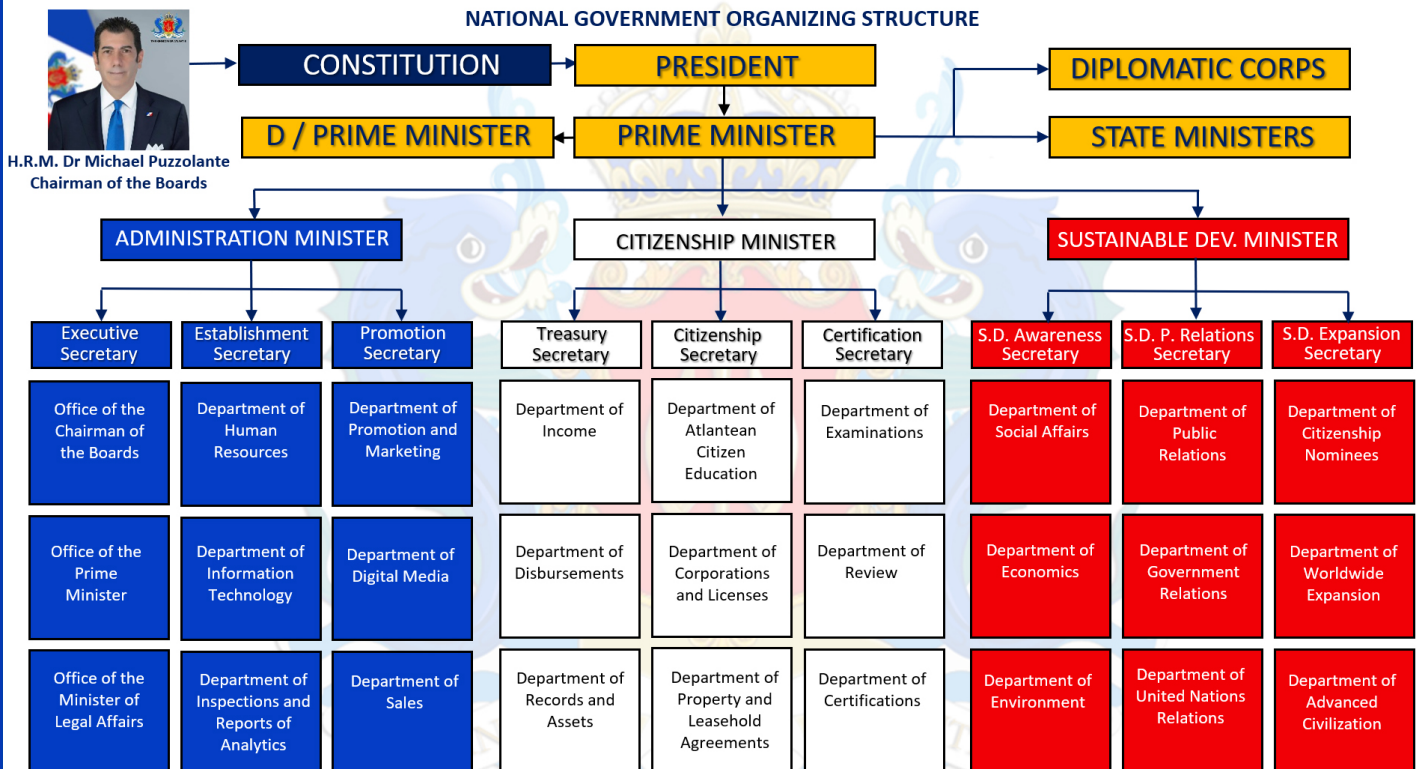 NATIONAL GOVERNMENT ORGANIZING STRUCTURE
CONSTITUTION
PRESIDENT
DIPLOMATIC CORPS
D / PRIME MINISTER
PRIME MINISTER
STATE MINISTERS
H.R.M. Dr Michael Puzzolante
Chairman of the Boards
ADMINISTRATION MINISTER
CITIZENSHIP MINISTER
SUSTAINABLE DEV. MINISTER
Executive
Secretary
Establishment
Secretary
Promotion
Secretary
Treasury
Secretary
Citizenship
Secretary
Certification
Secretary
S.D. Awareness
Secretary
S.D. P. Relations
Secretary
S.D. Expansion
Secretary
Office of the
Chairman of
the Boards
Department of
Human
Resources
Department of
Promotion and
Marketing
Department of
Income
Department of
Atlantean
Citizen
Education
Department of
Examinations
Department of
Social Affairs
Department of
Public
Relations
Department of
Citizenship
Nominees
Office of the
Prime
Minister
Department of
Information
Technology
Department of
Digital Media
Department of
Disbursements
Department of
Corporations
and Licenses
Department of
Review
Department of
Economics
Department of
Government
Relations
Department of
Worldwide
Expansion
Office of the
Minister of
Legal Affairs
Department of
Inspections and
Reports of
Analytics
Department of
Sales
Department of
Records and
Assets
Department of
Property and
Leasehold
Agreements
Department of
Certifications
Department of
Environment
Department of
United Nations
Relations
Department of
Advanced
Civilization